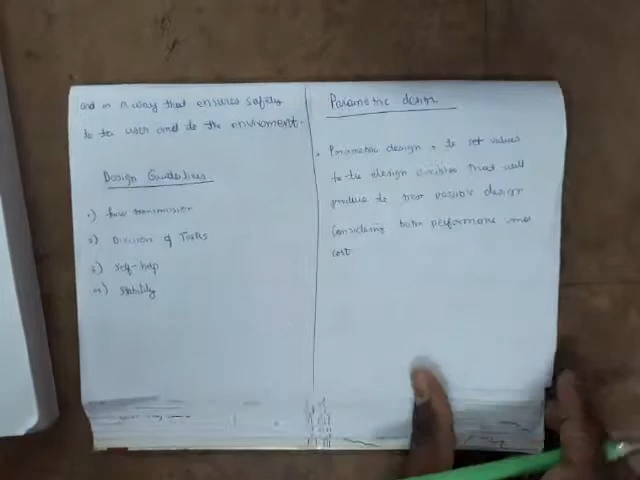 and in a way that ensures safety
to the user and to the enviroment.
Design Guidelines
1) force transmission
2) Division of Tasks
3) self-help
4) stability
Parametric design
Parametric design is to set values
for the design variables that will
produce the best possible design
considering both performance and
cost